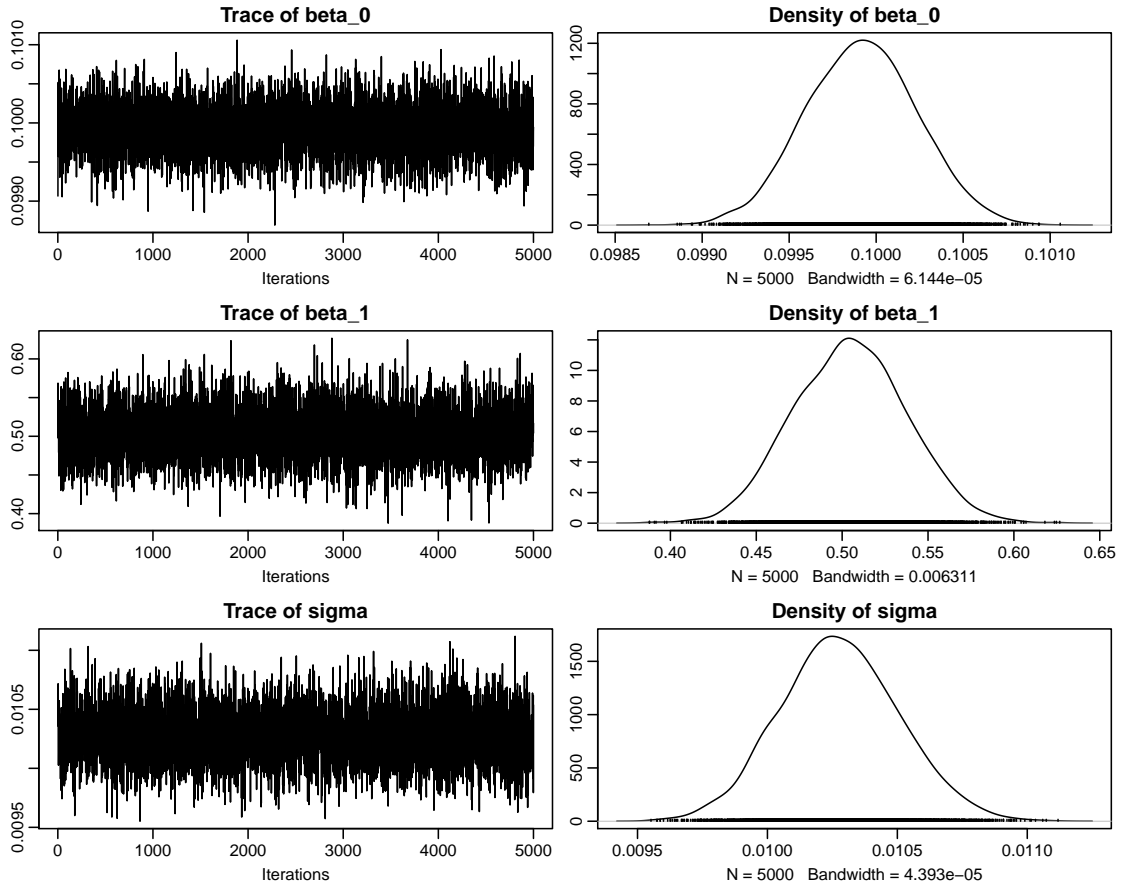 Trace of beta_0
0.0990 0.1000 0.1010
0 1000 2000 3000 4000 5000
Iterations
Density of beta_0
0 400 800 1200
0.0985 0.0990 0.0995 0.1000 0.1005 0.1010
N = 5000 Bandwidth = 6.144e−05
Trace of beta_1
0.40 0.50 0.60
0 1000 2000 3000 4000 5000
Iterations
Density of beta_1
0 2 4 6 8 10
0.40 0.45 0.50 0.55 0.60 0.65
N = 5000 Bandwidth = 0.006311
Trace of sigma
0.0095 0.0105
0 1000 2000 3000 4000 5000
Iterations
Density of sigma
0 500 1000 1500
0.0095 0.0100 0.0105 0.0110
N = 5000 Bandwidth = 4.393e−05